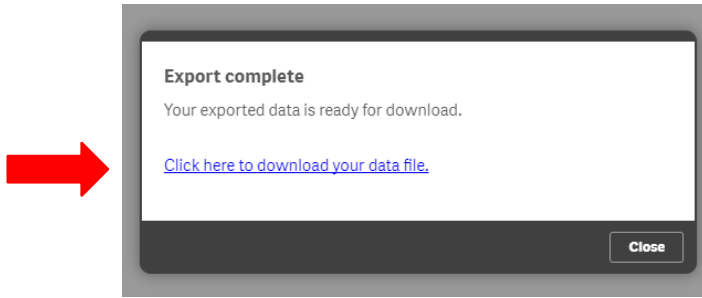 Export complete
Your exported data is ready for download.
Click here to download your data file.
Close